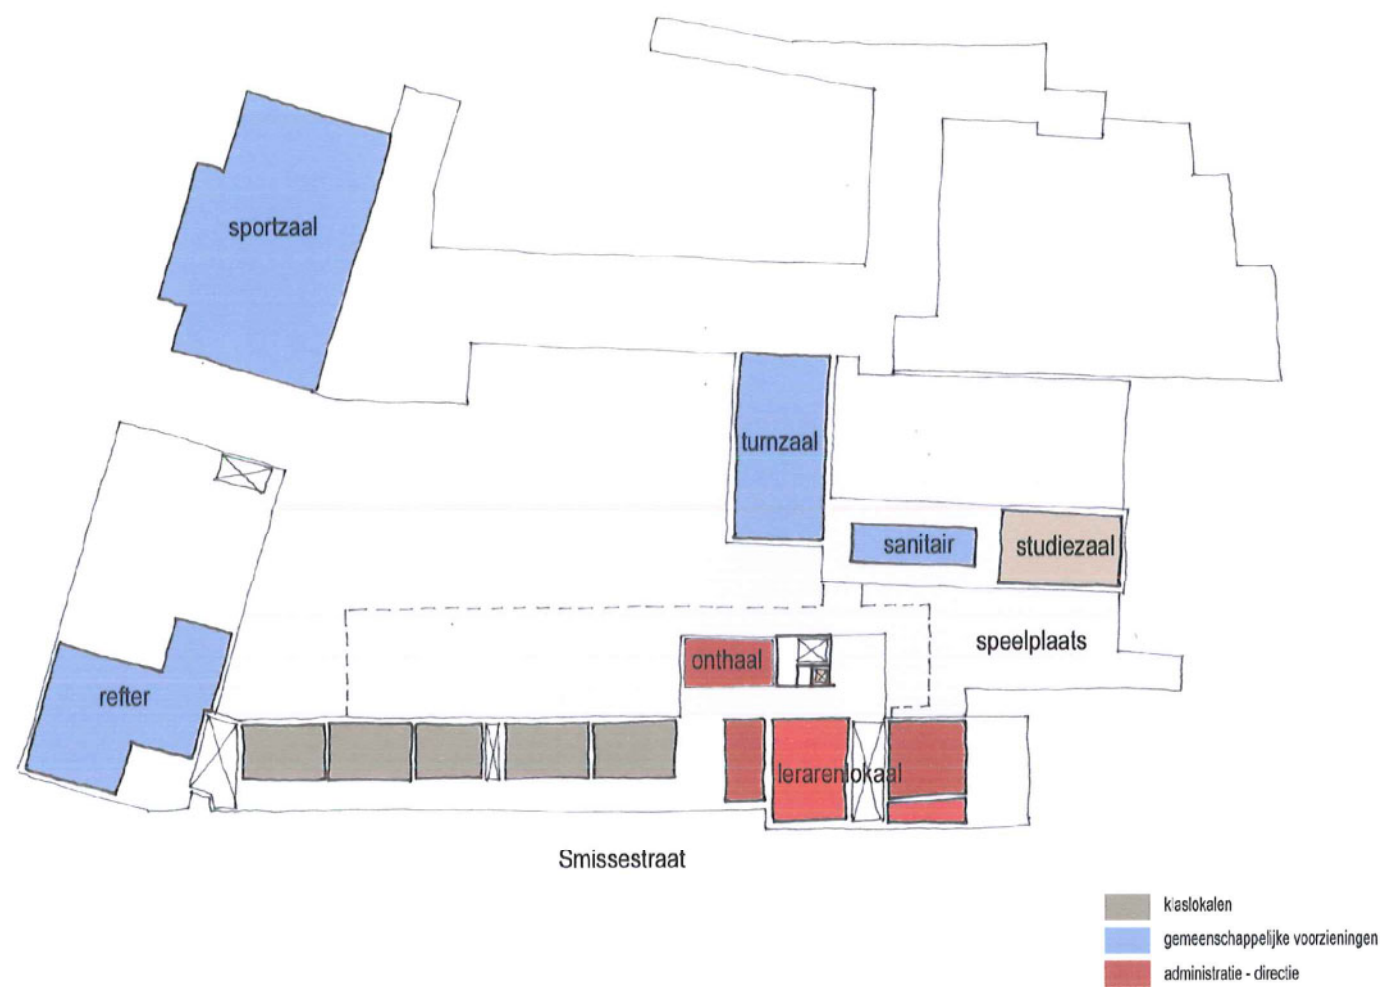 sportzaal
turnzaal
sanitair
studiezaal
speelplaats
onthaal
refter
lerarenlokaal
Smissestraat
klaslokalen
gemeenschappelijke voorzieningen
administratie - directie